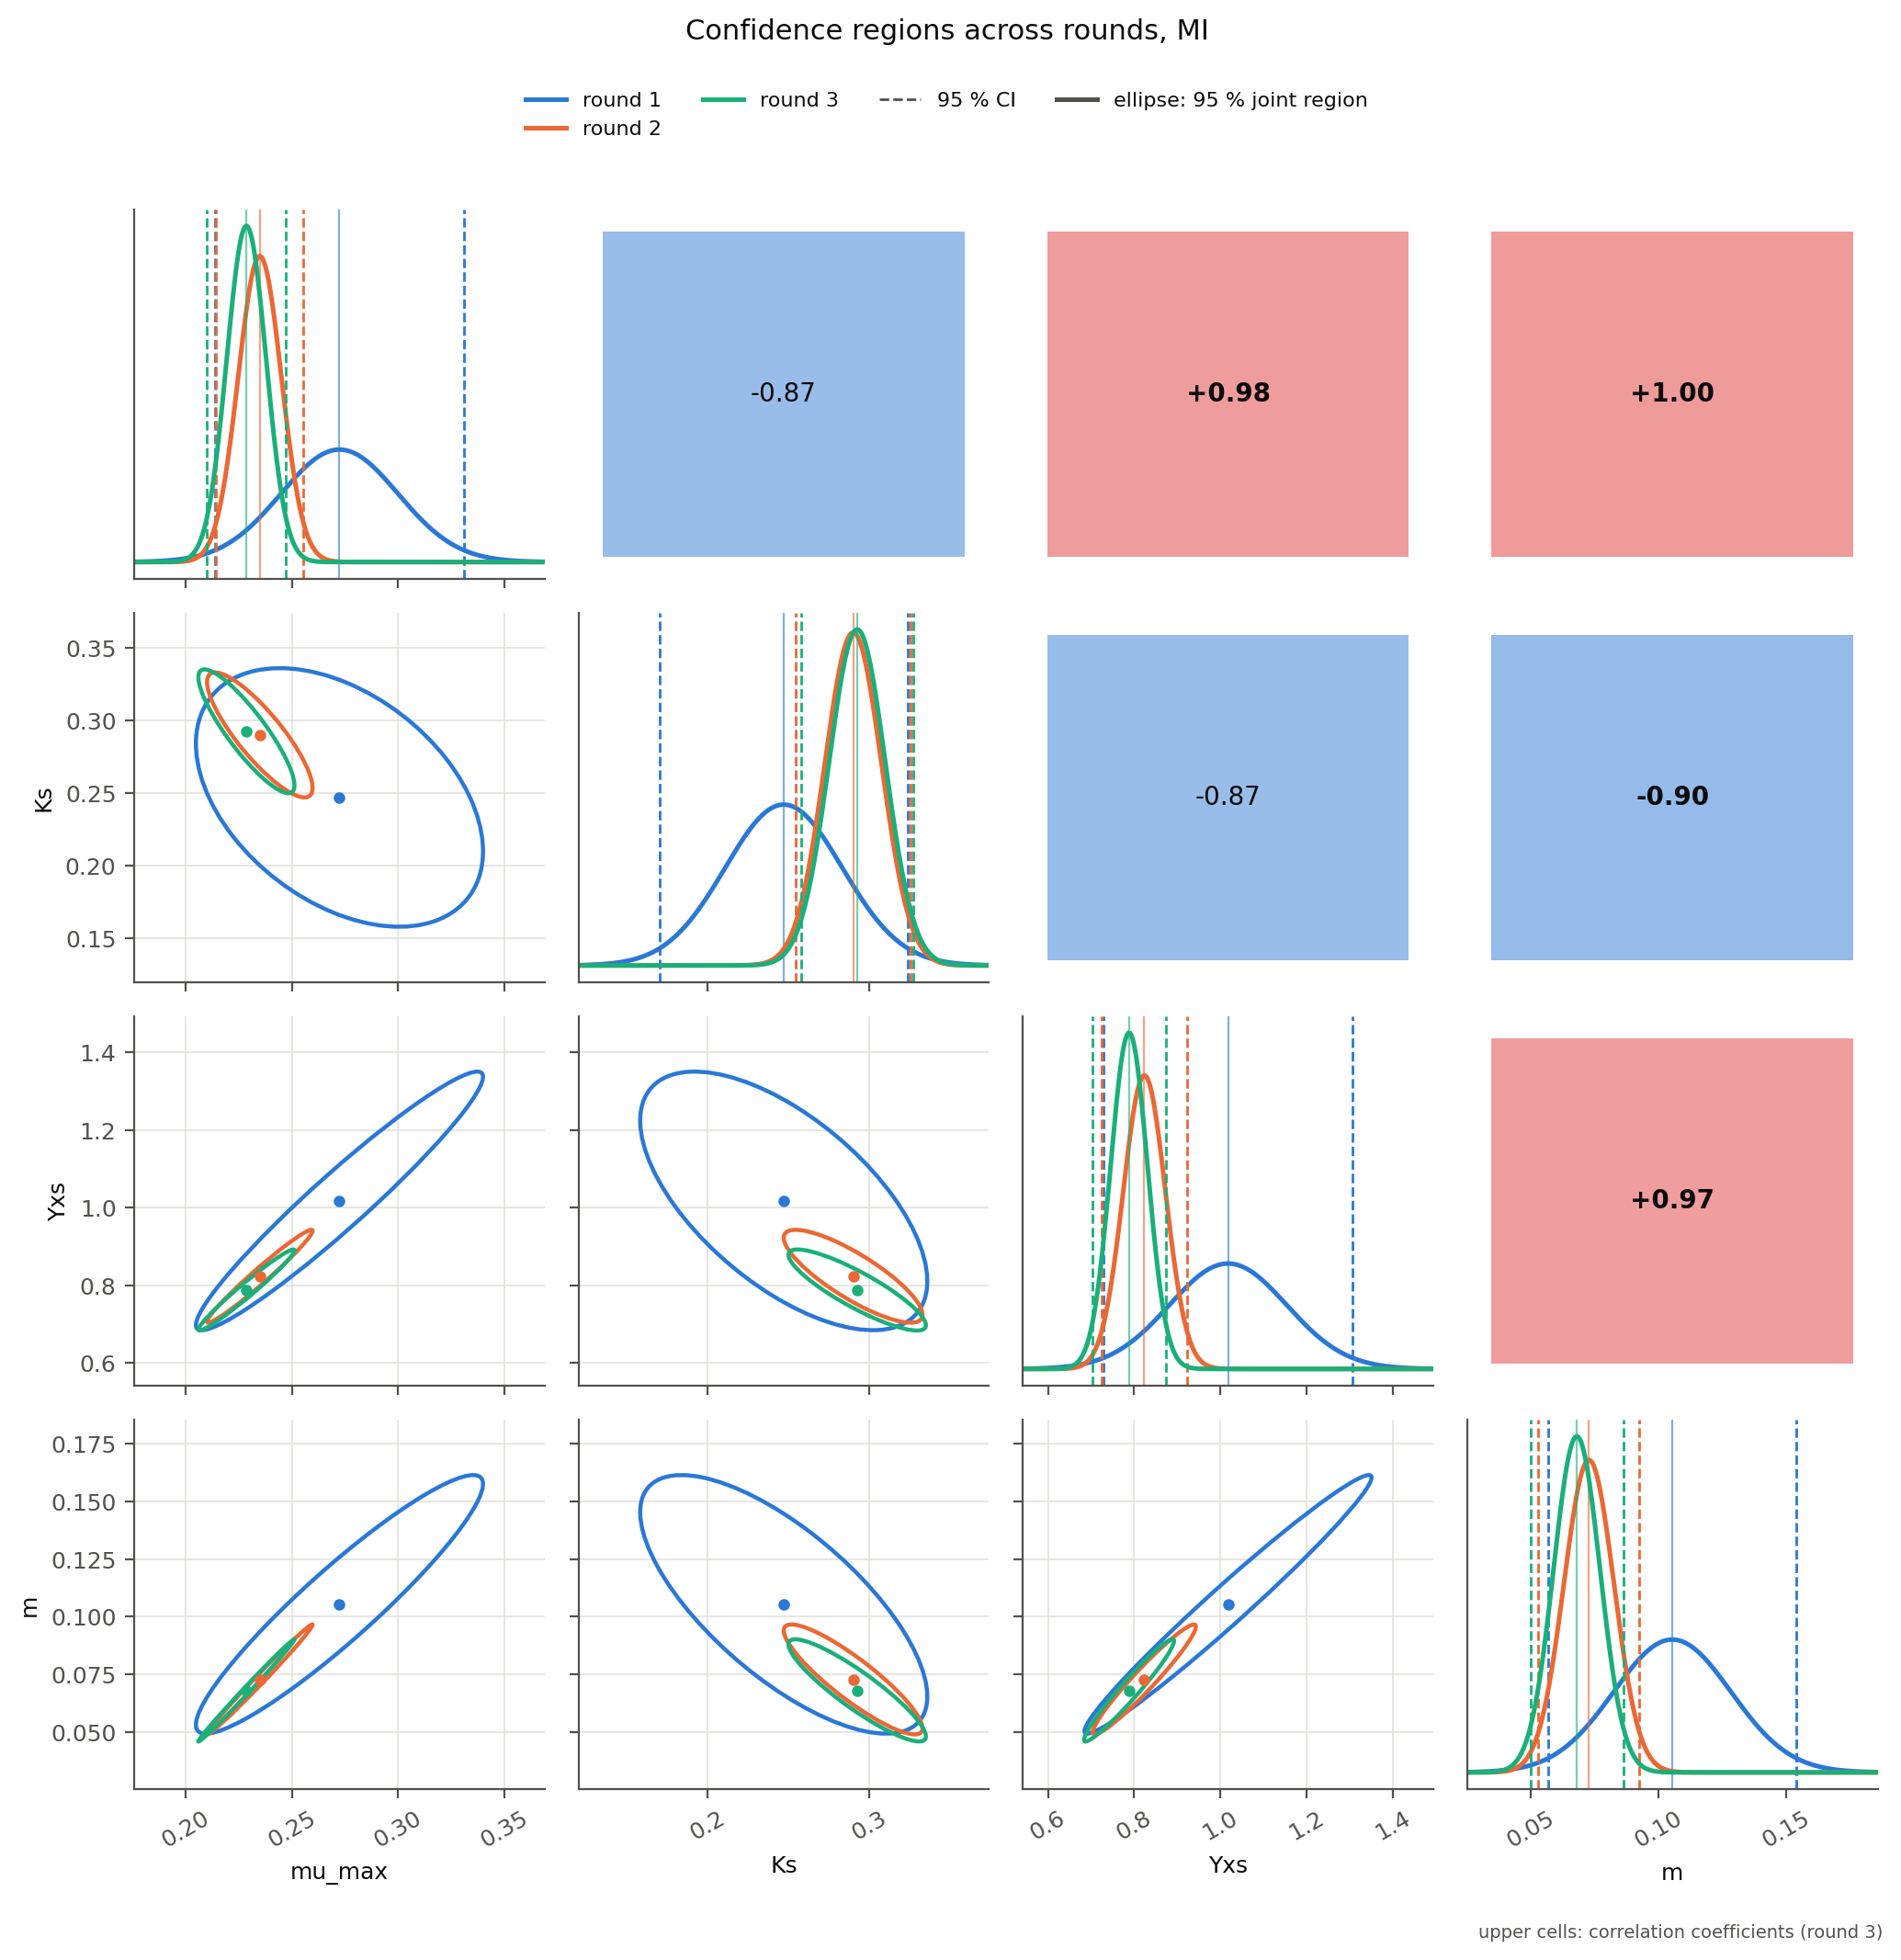 Confidence regions across rounds, MI
round 1 round 3 95 % CI ellipse: 95 % joint region
round 2
-0.87 +0.98 +1.00
0.35
0.30
0.25
0.20
0.15
Ks
-0.87 -0.90
1.4
1.2
1.0
0.8
0.6
Yxs
+0.97
0.175
0.150
0.125
0.100
0.075
0.050
m
0.20 0.25 0.30 0.35 0.2 0.3 0.6 0.8 1.0 1.2 1.4 0.05 0.10 0.15
mu_max Ks Yxs m
upper cells: correlation coefficients (round 3)